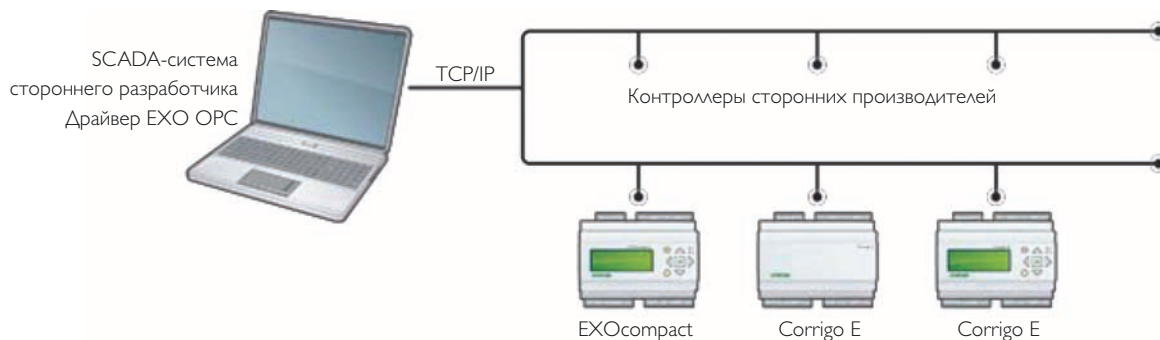 SCADA-система
стороннего разработчика
Драйвер EXO OPC
TCP/IP
Контроллеры сторонних производителей
EXOcompact
Corrigo E
Corrigo E